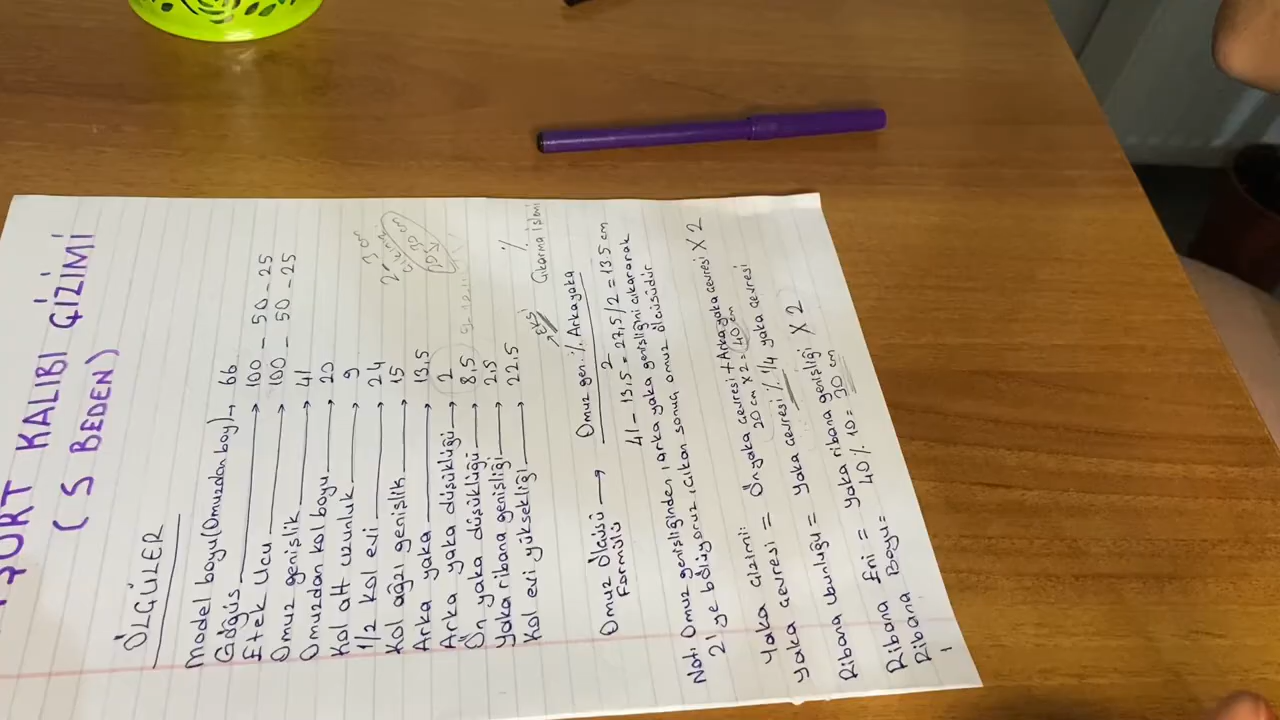 ŞÖRT KALIBI ÇİZİMİ
( S BEDEN)
ÖLÇÜLER
Model boyu(Omuzdan boy)→ 66
Göğüs → 100 - 50 - 25
Etek Ucu → 100 - 50 - 25
Omuz genişlik → 41
Omuzdan kol boyu → 20
Kol altı uzunluk → 9
1/2 kol evi → 24
Kol ağzı genişlik → 15
Arka yaka → 13,5
Arka yaka düşüklüğü → 2
Ön yaka düşüklüğü → 8,5
Yaka ribana genişliği → 2,5
Kol evi yüksekliği → 22,5
EKSİ Çıkarma İşlemi
Omuz Ölçüsü → Omuz gen. % Arka yaka
Formülü 2
41 - 13,5 = 27,5 / 2 = 13.5 cm
Not: Omuz genişliğinden, arka yaka genişliğini çıkararak
2'ye bölüyoruz, çıkan sonuç omuz ölçüsüdür
Yaka çizimi:
Yaka çevresi = Ön yaka çevresi + Arka yaka çevresi X 2
20 cm x 2 = 40 cm
Ribana uzunluğu = Yaka çevresi % 1/4 yaka çevresi
Ribana Eni = Yaka ribana genişliği X 2
Ribana Boyu = 40 % 10 = 30 cm